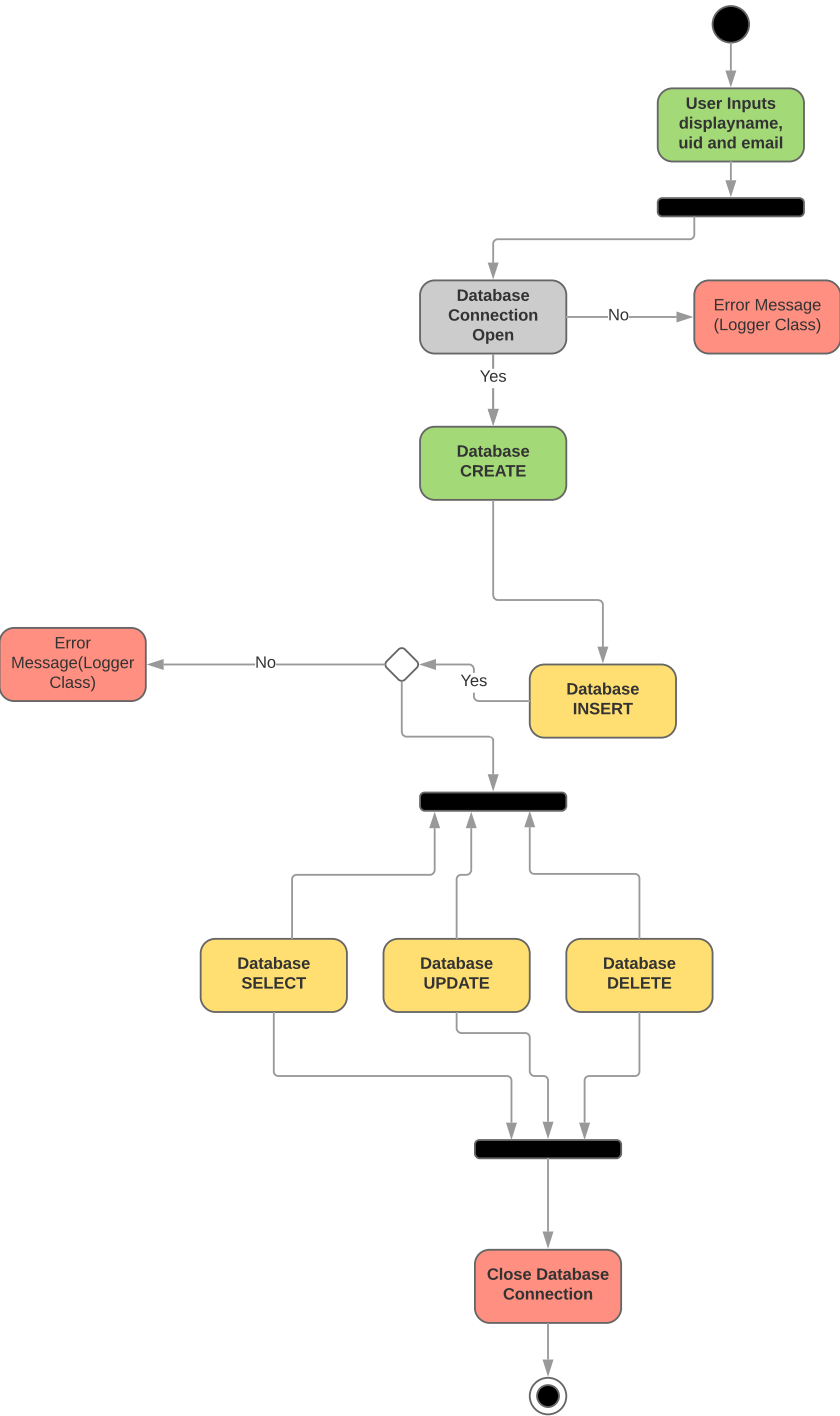 User Inputs
displayname,
uid and email
Database
Connection
Open
No
Error Message
(Logger Class)
Yes
Database
CREATE
Error
Message(Logger
Class)
No
Yes
Database
INSERT
Database
SELECT
Database
UPDATE
Database
DELETE
Close Database
Connection